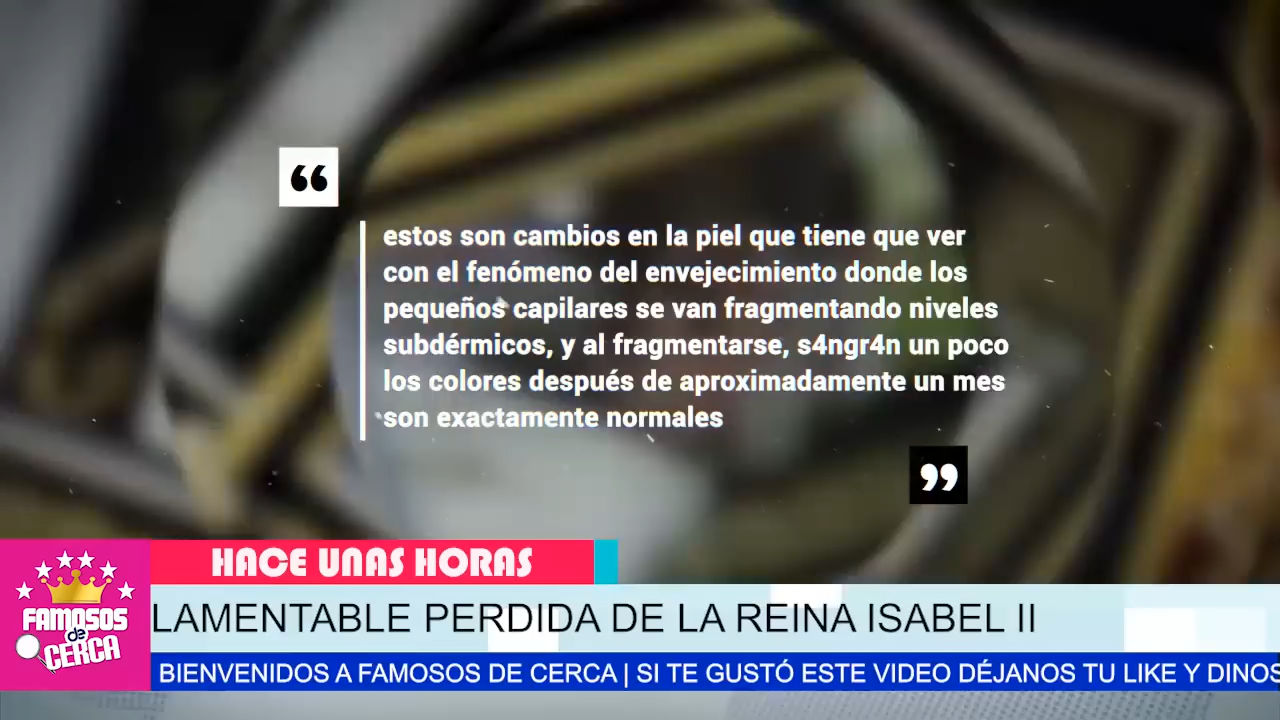 “
estos son cambios en la piel que tiene que ver
con el fenómeno del envejecimiento donde los
pequeños capilares se van fragmentando niveles
subdérmicos, y al fragmentarse, s4ngr4n un poco
los colores después de aproximadamente un mes
son exactamente normales
”
HACE UNAS HORAS
LAMENTABLE PERDIDA DE LA REINA ISABEL II
FAMOSOS
de
CERCA
BIENVENIDOS A FAMOSOS DE CERCA | SI TE GUSTÓ ESTE VIDEO DÉJANOS TU LIKE Y DINOS